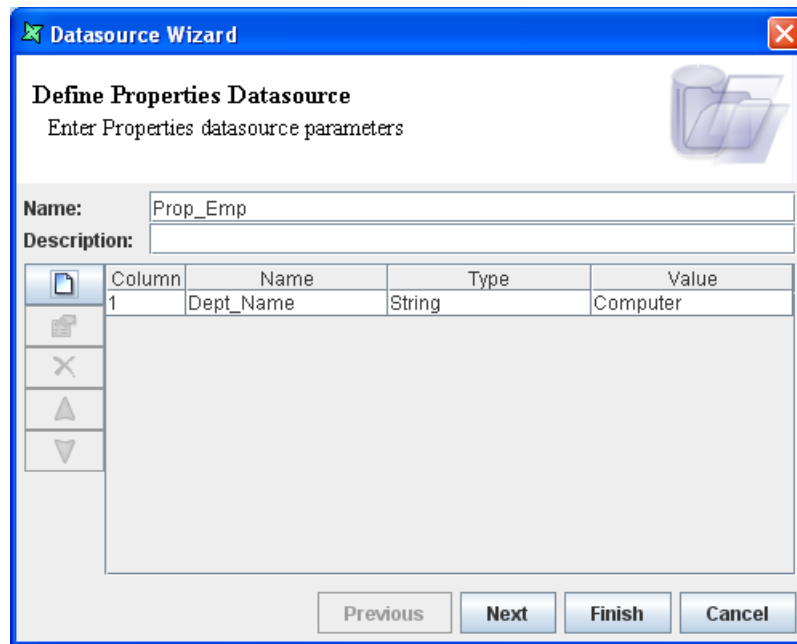 Datasource Wizard
Define Properties Datasource
Enter Properties datasource parameters
Name: Prop_Emp
Description:
Column Name Type Value
1 Dept_Name String Computer
Previous Next Finish Cancel